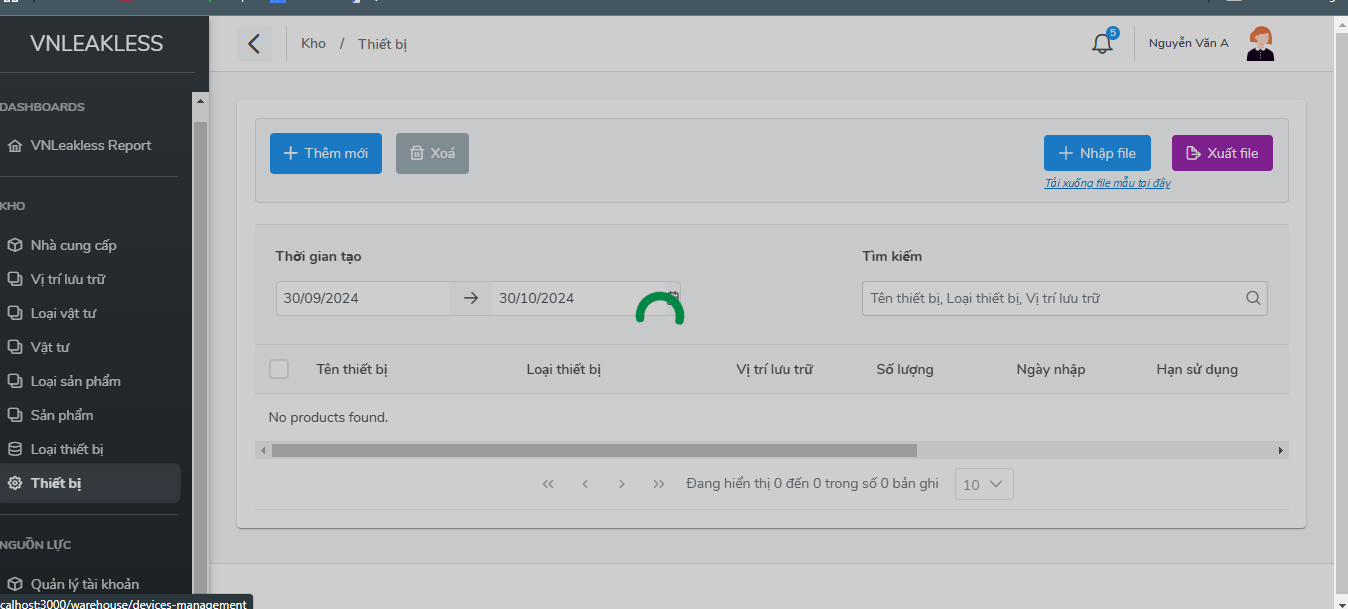 VNLEAKLESS
Kho / Thiết bị
5
Nguyễn Văn A
DASHBOARDS
VNLeakless Report
KHO
Nhà cung cấp
Vị trí lưu trữ
Loại vật tư
Vật tư
Loại sản phẩm
Sản phẩm
Loại thiết bị
Thiết bị
NGUỒN LỰC
Quản lý tài khoản
Thêm mới
Xoá
Nhập file
Xuất file
Tải xuống file mẫu tại đây
Thời gian tạo
Tìm kiếm
30/09/2024
30/10/2024
Tên thiết bị, Loại thiết bị, Vị trí lưu trữ
Tên thiết bị Loại thiết bị Vị trí lưu trữ Số lượng Ngày nhập Hạn sử dụng
No products found.
Đang hiển thị 0 đến 0 trong số 0 bản ghi
10
calhost:3000/warehouse/devices-management